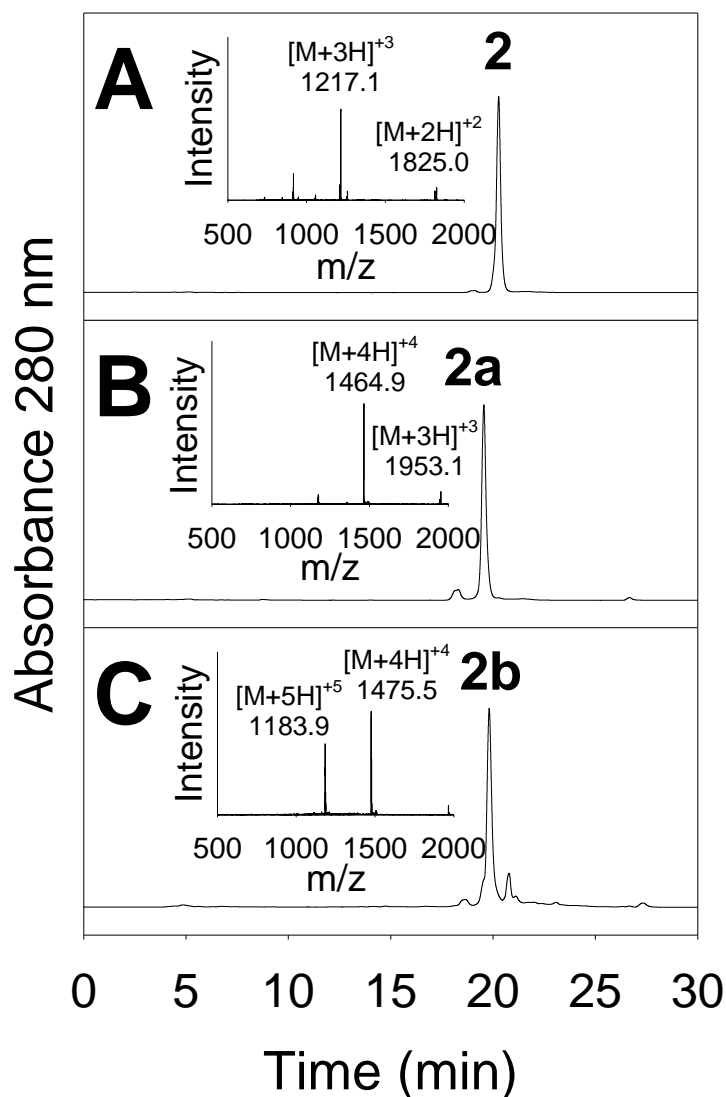 Absorbance 280 nm
A
2
[M+3H]+3
1217.1
[M+2H]+2
1825.0
Intensity
500 1000 1500 2000
m/z
B
2a
[M+4H]+4
1464.9
[M+3H]+3
1953.1
Intensity
500 1000 1500 2000
m/z
C
2b
[M+4H]+4
1475.5
[M+5H]+5
1183.9
Intensity
500 1000 1500 2000
m/z
0 5 10 15 20 25 30
Time (min)